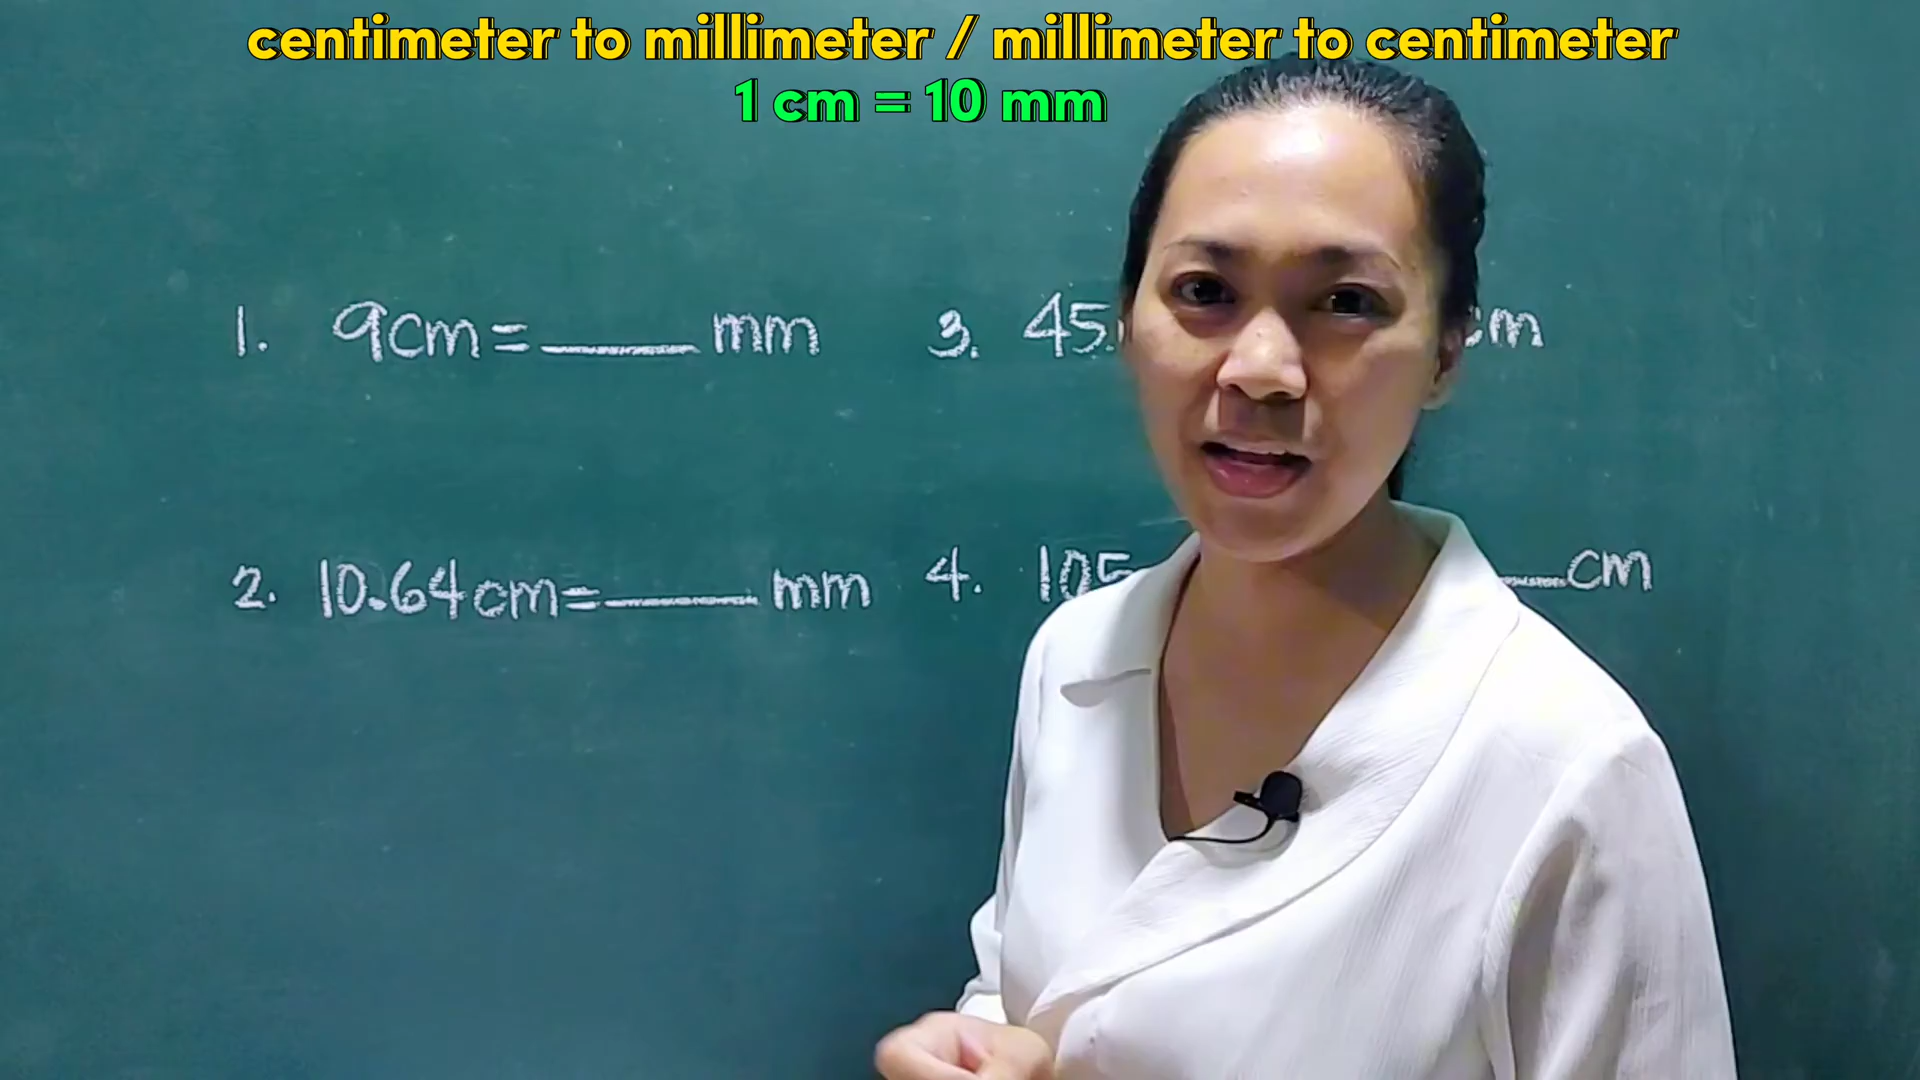 centimeter to millimeter / millimeter to centimeter
1 cm = 10 mm
1. 9cm = ____ mm
2. 10.64cm = ____ mm
3. 45. cm
4. 105 ____ cm